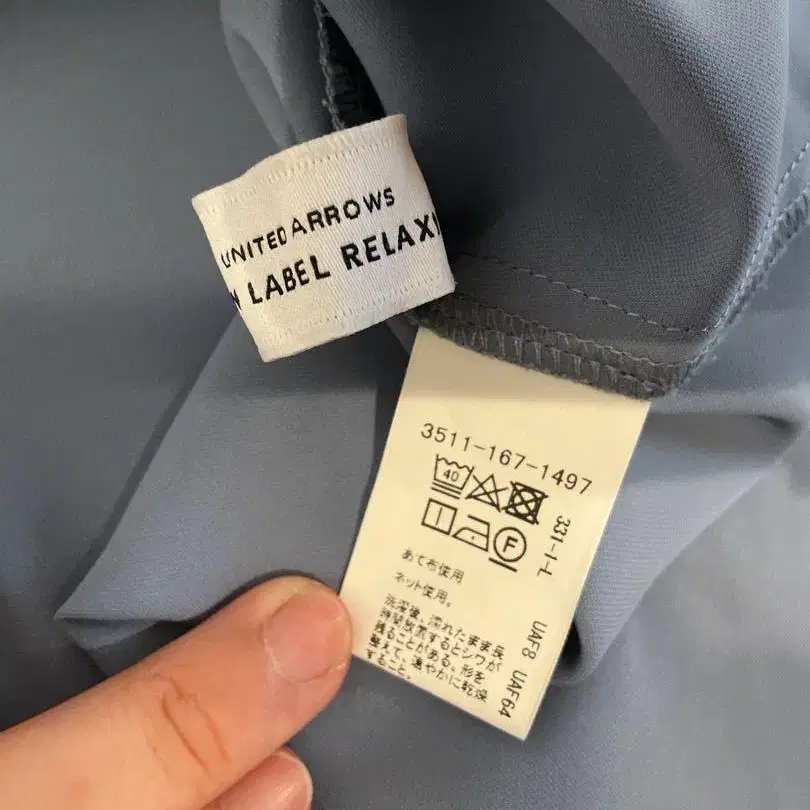 UNITED ARROWS
LABEL RELAXI
3511-167-1497
40
F
331-I-L
あて布使用
ネット使用。
洗濯後、濡れたまま長
時間放置するとシワが
残ることがある。形を
整えて、速やかに乾燥
すること。
UAF8 UAF64